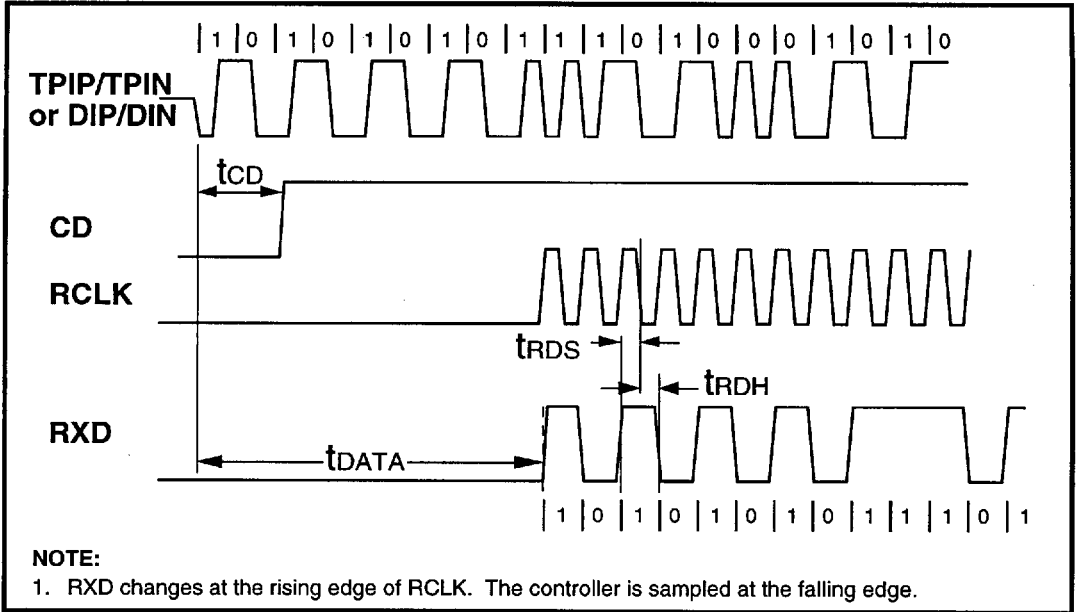 | 1 | 0 | 1 0 | 1 | 0 | 1 | 0 | 1 | 1 | 1 | 0 | 1 | 0 | 0 | 0 | 1 | 0 | 1 | 0
TPIP/TPIN
or DIP/DIN
tCD
CD
RCLK
tRDS
tRDH
RXD
tDATA
| 1 | 0 | 1 | 0 | 1 | 0 | 1 | 0 | 1 | 1 | 1 | 0 | 1
NOTE:
1. RXD changes at the rising edge of RCLK. The controller is sampled at the falling edge.